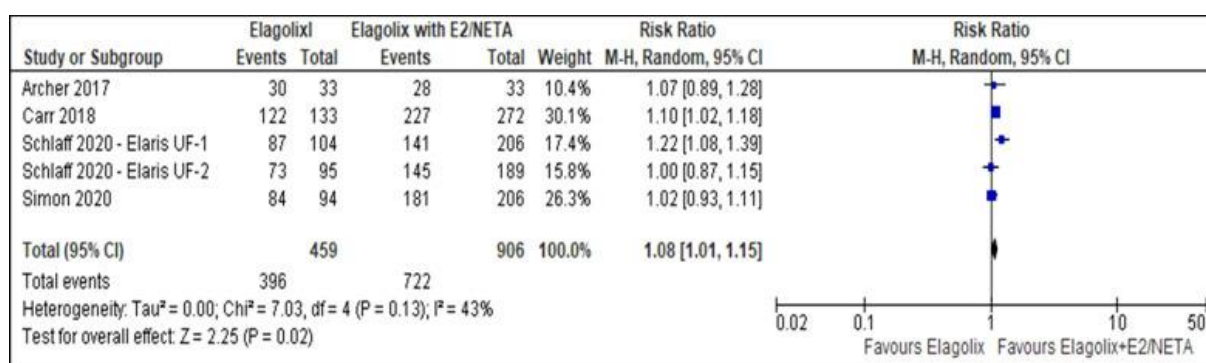 ElagolixI Elagolix with E2/NETA Risk Ratio Risk Ratio
Study or Subgroup Events Total Events Total Weight M-H, Random, 95% CI M-H, Random, 95% CI
Archer 2017 30 33 28 33 10.4% 1.07 [0.89, 1.28]
Carr 2018 122 133 227 272 30.1% 1.10 [1.02, 1.18]
Schlaff 2020 - Elaris UF-1 87 104 141 206 17.4% 1.22 [1.08, 1.39]
Schlaff 2020 - Elaris UF-2 73 95 145 189 15.8% 1.00 [0.87, 1.15]
Simon 2020 84 94 181 206 26.3% 1.02 [0.93, 1.11]
Total (95% CI) 459 906 100.0% 1.08 [1.01, 1.15]
Total events 396 722
Heterogeneity: Tau² = 0.00; Chi² = 7.03, df = 4 (P = 0.13); I² = 43%
Test for overall effect: Z = 2.25 (P = 0.02)
0.02 0.1 1 10 50
Favours Elagolix Favours Elagolix+E2/NETA